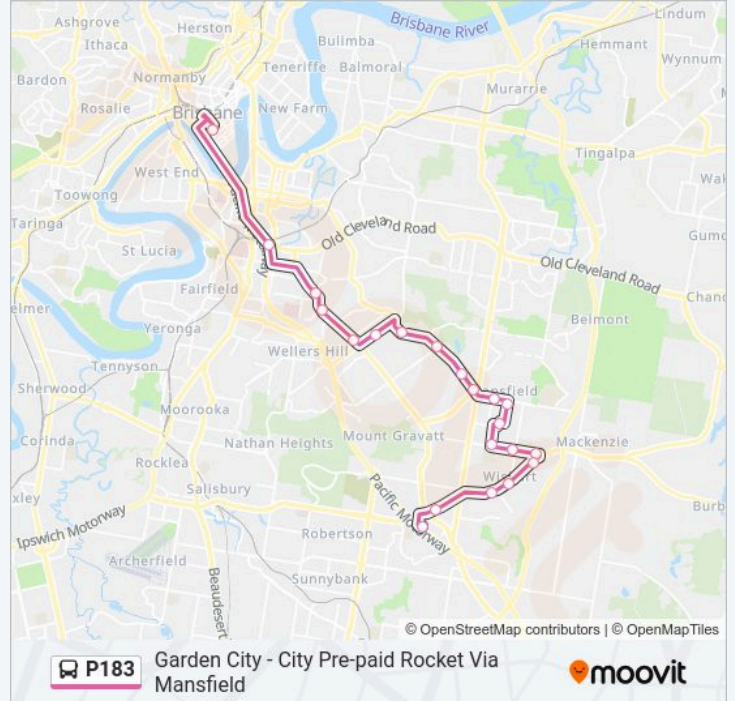 Ashgrove
Herston
Ithaca
Brisbane River
Lindum
Bulimba
Hemmant
Teneriffe
Balmoral
Wynnum
Bardon
Normanby
Murarrie
Rosalie
Brisbane
New Farm
Tingalpa
West End
Toowong
Taringa
Old Cleveland Road
Gumd
St Lucia
Old Cleveland Road
Fairfield
Chand
elmer
Belmont
Yeronga
Wellers Hill
Tennyson
Sherwood
Moorooka
Corinda
Nathan Heights
Mount Gravatt
Mackenzie
Rocklea
Salisbury
Pacific Motorway
Burb
xley
Ipswich Motorway
Robertson
Archerfield
Sunnybank
Beaudesert
© OpenStreetMap contributors | © OpenMapTiles
P183
Garden City - City Pre-paid Rocket Via
Mansfield
moovit